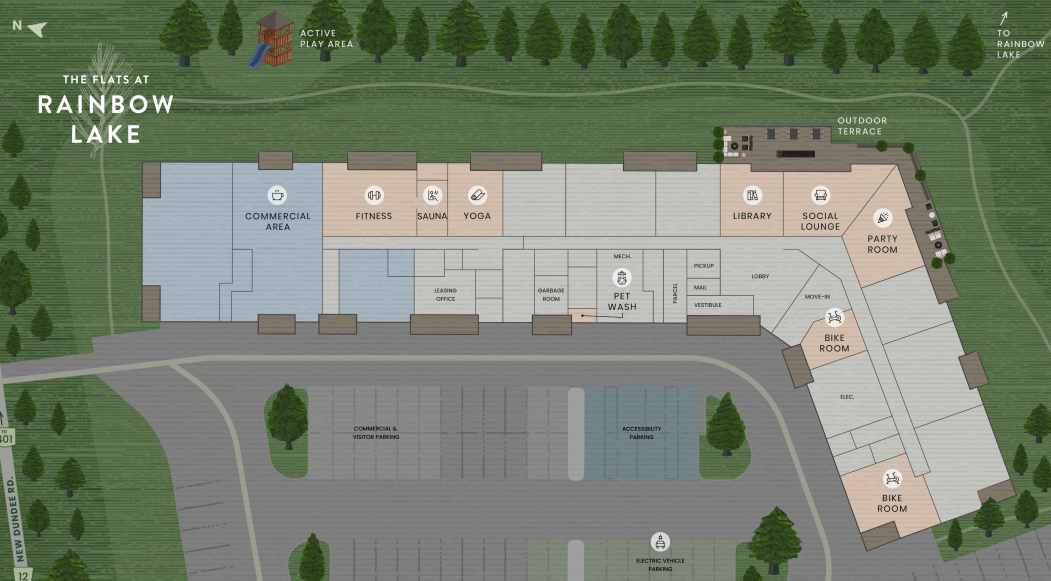 N
ACTIVE
PLAY AREA
TO
RAINBOW
LAKE
THE FLATS AT
RAINBOW
LAKE
OUTDOOR
TERRACE
COMMERCIAL
AREA
FITNESS
SAUNA
YOGA
LIBRARY
SOCIAL
LOUNGE
PARTY
ROOM
MECH.
PICKUP
LOBBY
LEASING
OFFICE
GARBAGE
ROOM
PET
WASH
PARCEL
MAIL
VESTIBULE
MOVE-IN
BIKE
ROOM
ELEC.
COMMERCIAL &
VISITOR PARKING
ACCESSIBILITY
PARKING
TO
401
NEW DUNDEE RD.
12
BIKE
ROOM
ELECTRIC VEHICLE
PARKING